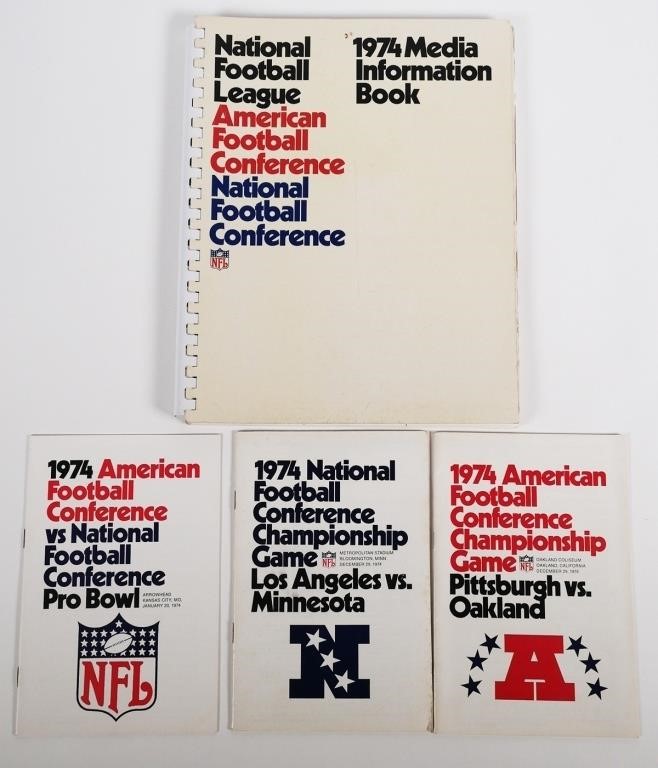 National
Football
League
American
Football
Conference
National
Football
Conference
NFL
1974 Media
Information
Book
1974 American
Football
Conference
vs National
Football
Conference
Pro Bowl
ARROWHEAD
KANSAS CITY, MO.
JANUARY 20, 1974
NFL
1974 National
Football
Conference
Championship
Game
NFL
METROPOLITAN STADIUM
BLOOMINGTON, MINN
DECEMBER 29, 1974
Los Angeles vs.
Minnesota
N
1974 American
Football
Conference
Championship
Game
NFL
OAKLAND COLISEUM
OAKLAND, CALIFORNIA
DECEMBER 29, 1974
Pittsburgh vs.
Oakland
A